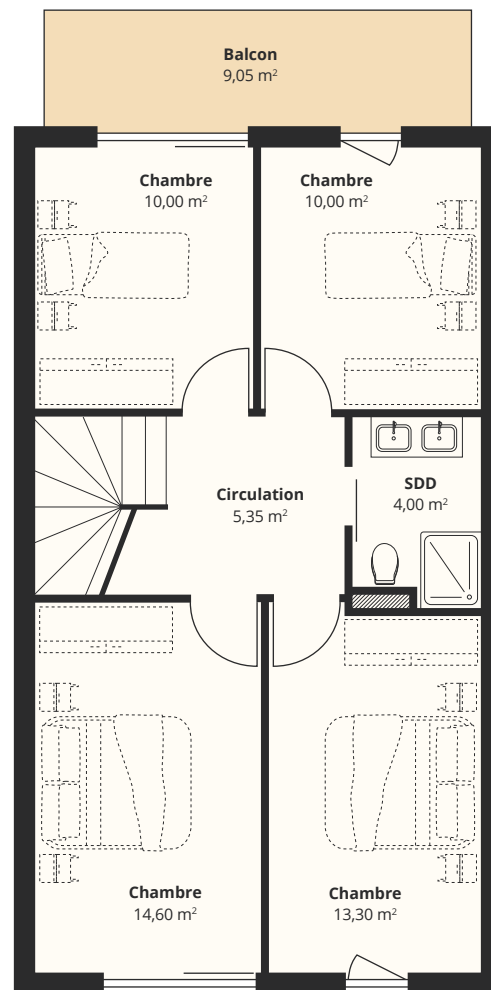 Balcon
9,05 m²
Chambre
10,00 m²
Chambre
10,00 m²
SDD
4,00 m²
Circulation
5,35 m²
Chambre
14,60 m²
Chambre
13,30 m²